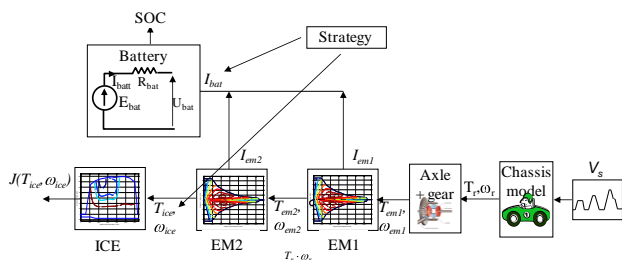 SOC
Battery
I_batt
R_bat
E_bat
U_bat
I_bat
Strategy
I_em2
I_em1
J(T_ice, ω_ice)
T_ice,
ω_ice
T_em2,
ω_em2
T_em1,
ω_em1
Axle
+gear
T_r,ω_r
Chassis
model
V_s
ICE
EM2
EM1